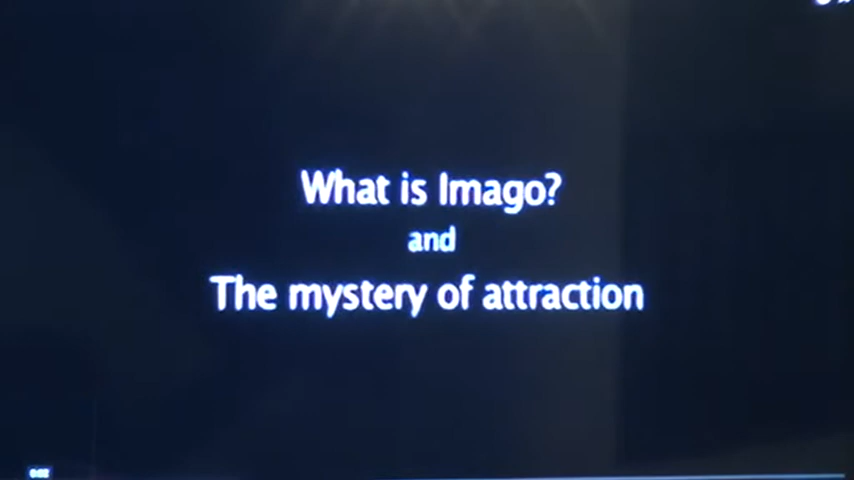 What is Imago?
and
The mystery of attraction